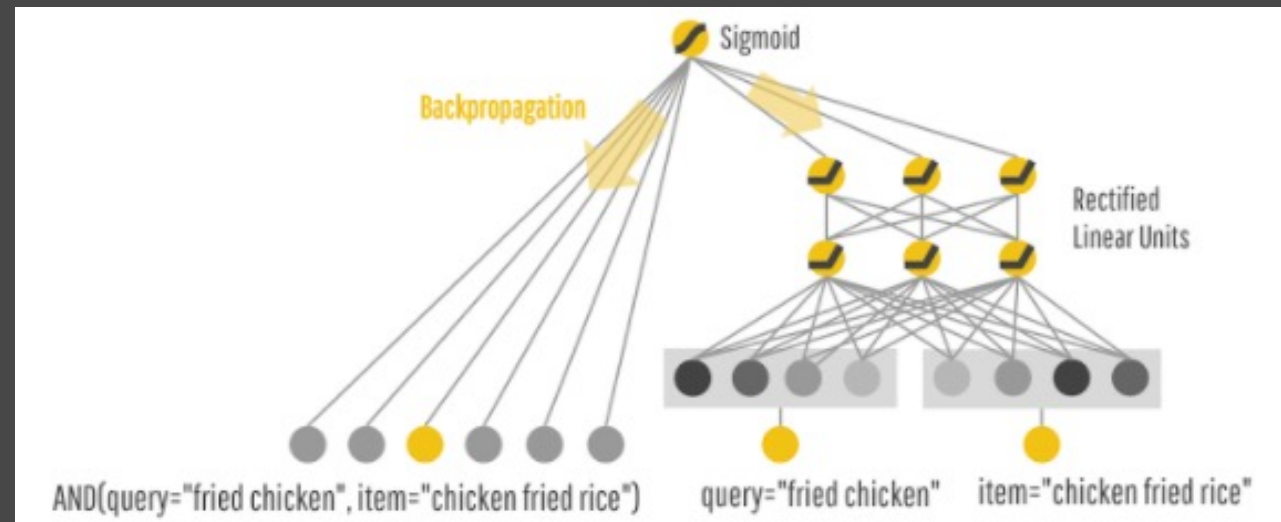 Sigmoid
Backpropagation
Rectified
Linear Units
AND(query="fried chicken", item="chicken fried rice")
query="fried chicken"
item="chicken fried rice"